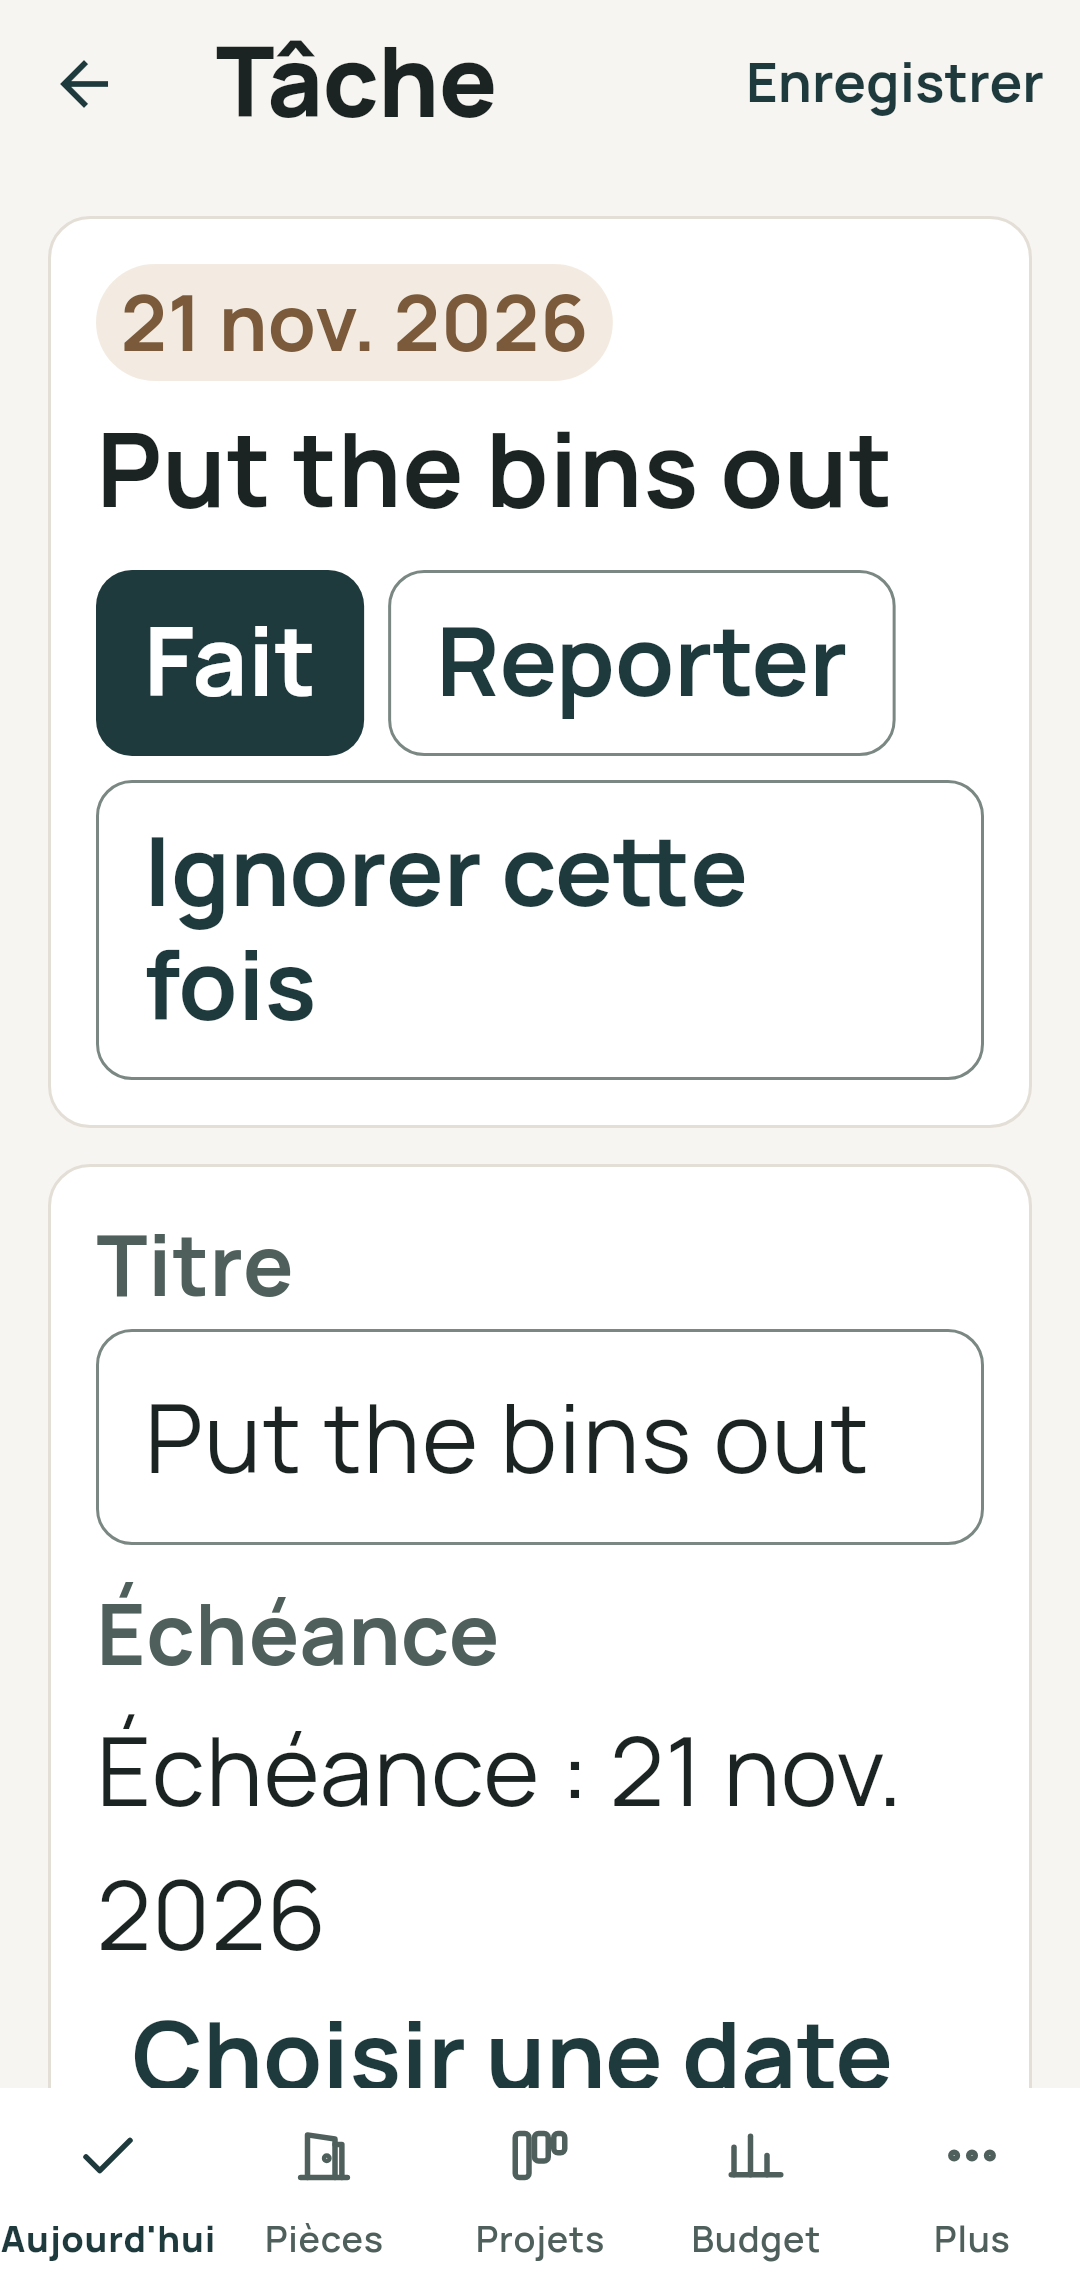 Tâche
Enregistrer
21 nov. 2026
Put the bins out
Fait
Reporter
Ignorer cette
fois
Titre
Put the bins out
Échéance
Échéance : 21 nov.
2026
Choisir une date
Aujourd'hui
Pièces
Projets
Budget
Plus